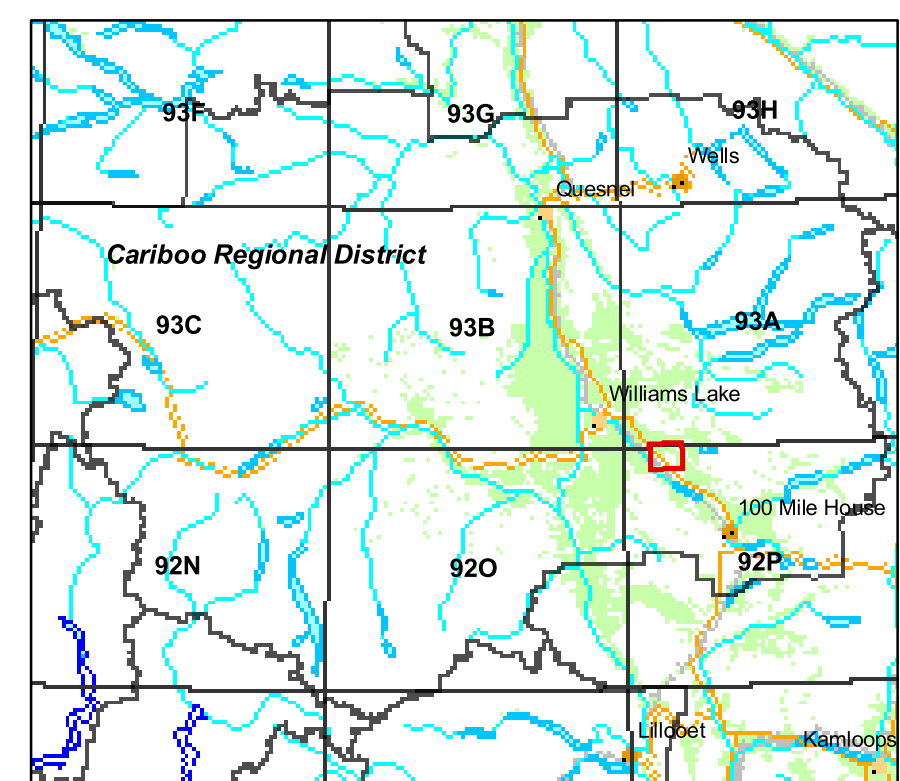 93F
93G
93H
Wells
Quesnel
Cariboo Regional District
93C
93B
93A
Williams Lake
100 Mile House
92N
92O
92P
Lillooet
Kamloops